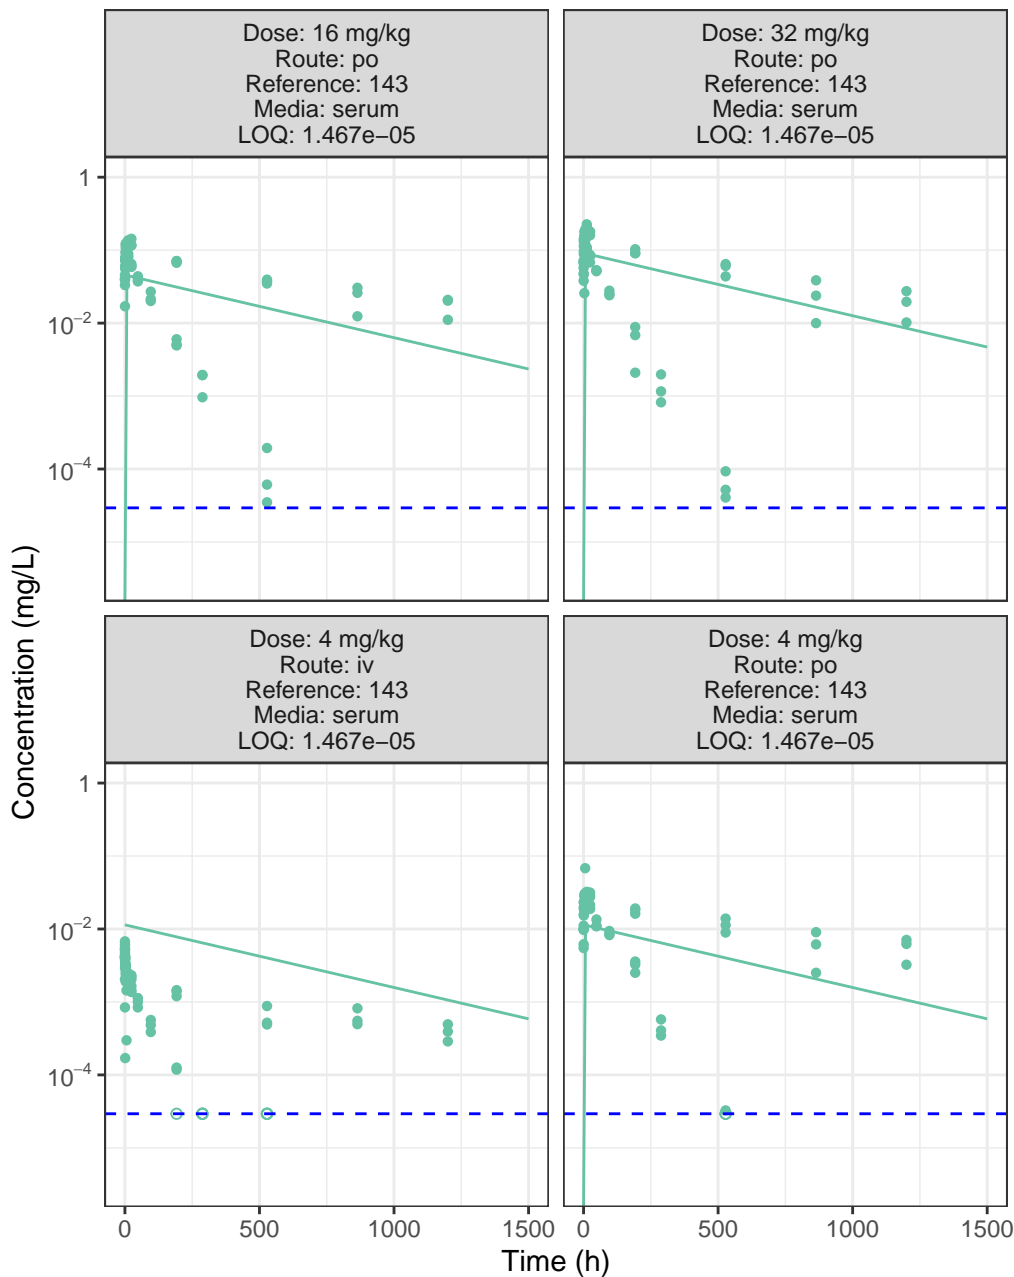 Dose: 16 mg/kg
Route: po
Reference: 143
Media: serum
LOQ: 1.467e−05
Dose: 32 mg/kg
Route: po
Reference: 143
Media: serum
LOQ: 1.467e−05
1
10−2
10−4
Dose: 4 mg/kg
Route: iv
Reference: 143
Media: serum
LOQ: 1.467e−05
Dose: 4 mg/kg
Route: po
Reference: 143
Media: serum
LOQ: 1.467e−05
1
10−2
10−4
Concentration (mg/L)
0 500 1000 1500 0 500 1000 1500
Time (h)